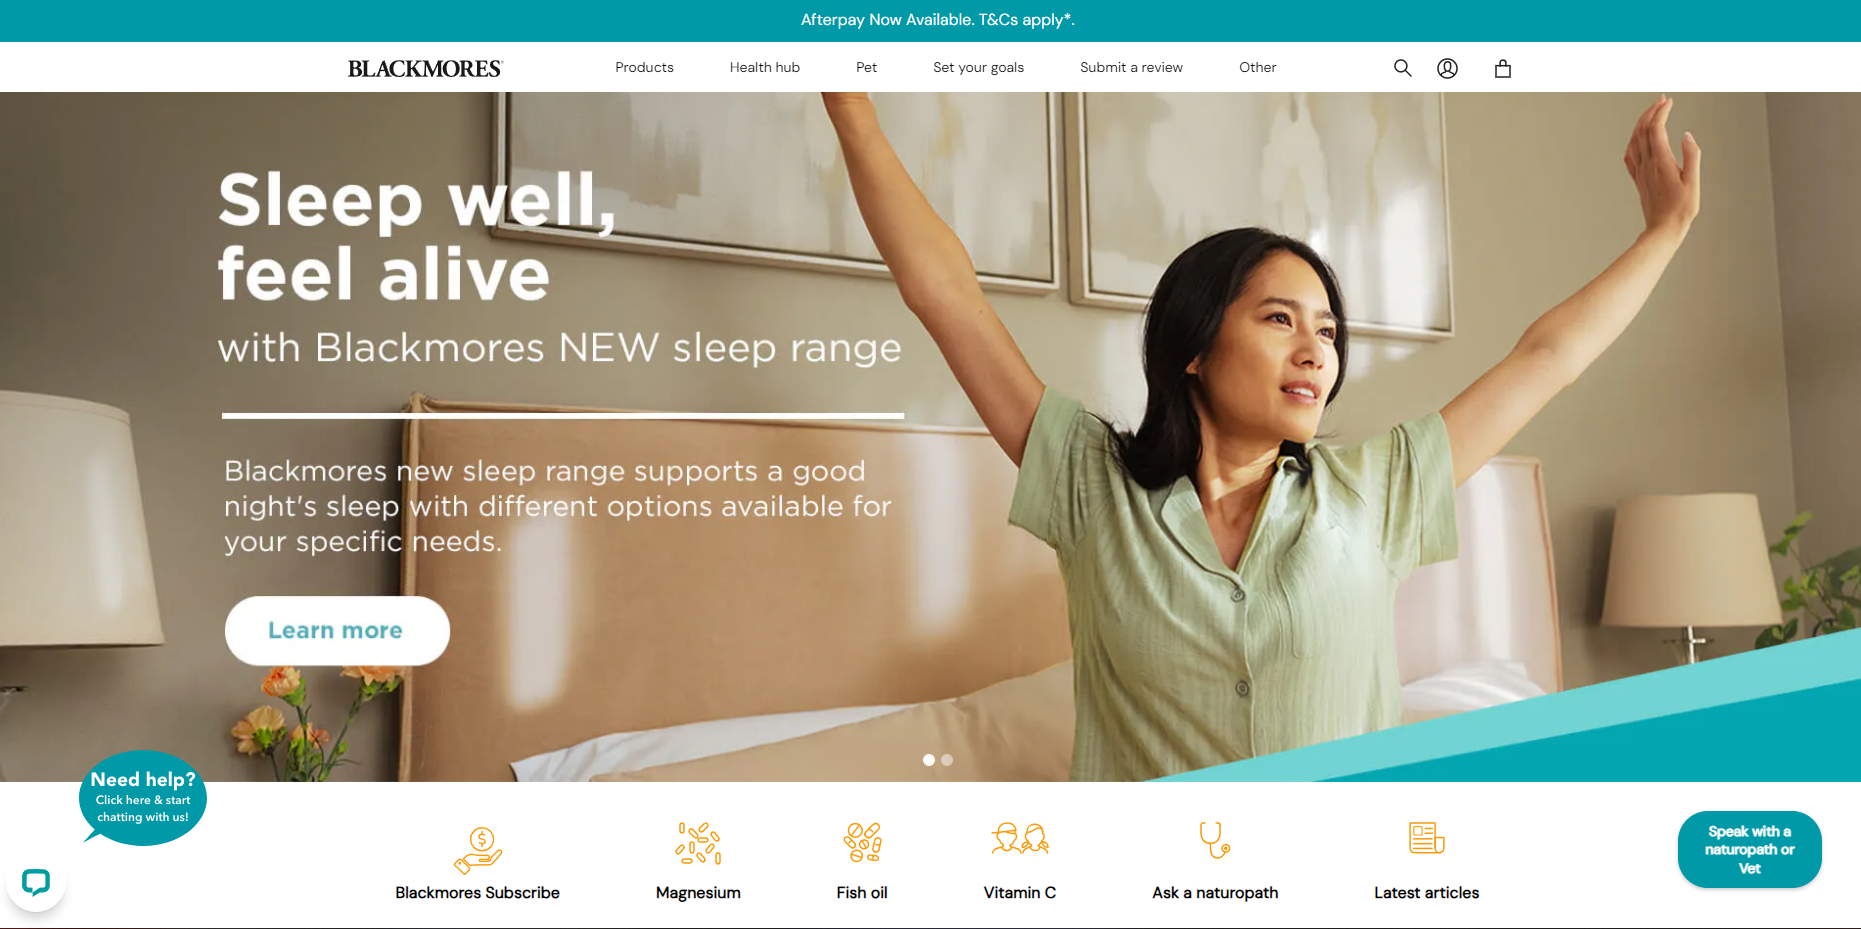 Afterpay Now Available. T&Cs apply*.
BLACKMORES
Products
Health hub
Pet
Set your goals
Submit a review
Other
Sleep well,
feel alive
with Blackmores NEW sleep range
Blackmores new sleep range supports a good
night's sleep with different options available for
your specific needs.
Learn more
Need help?
Click here & start
chatting with us!
Blackmores Subscribe
Magnesium
Fish oil
Vitamin C
Ask a naturopath
Latest articles
Speak with a
naturopath or
Vet